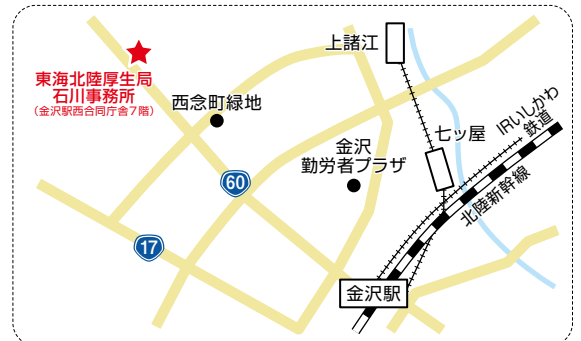 東海北陸厚生局
石川事務所
(金沢駅西合同庁舎7階)
西念町緑地
上諸江
七ッ屋
金沢
勤労者プラザ
IRいしかわ
鉄道
北陸新幹線
60
17
金沢駅